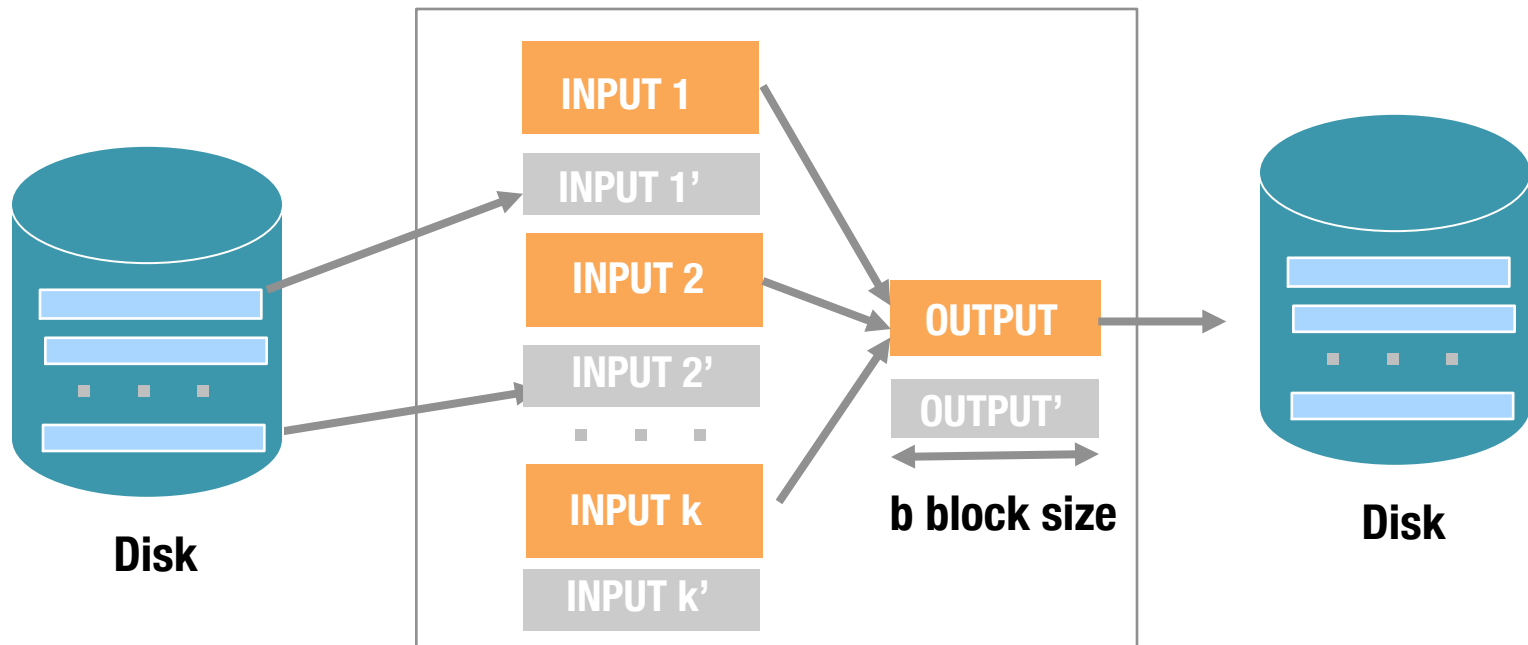 INPUT 1
INPUT 1’
INPUT 2
INPUT 2’
INPUT k
INPUT k’
OUTPUT
OUTPUT’
b block size
Disk
Disk